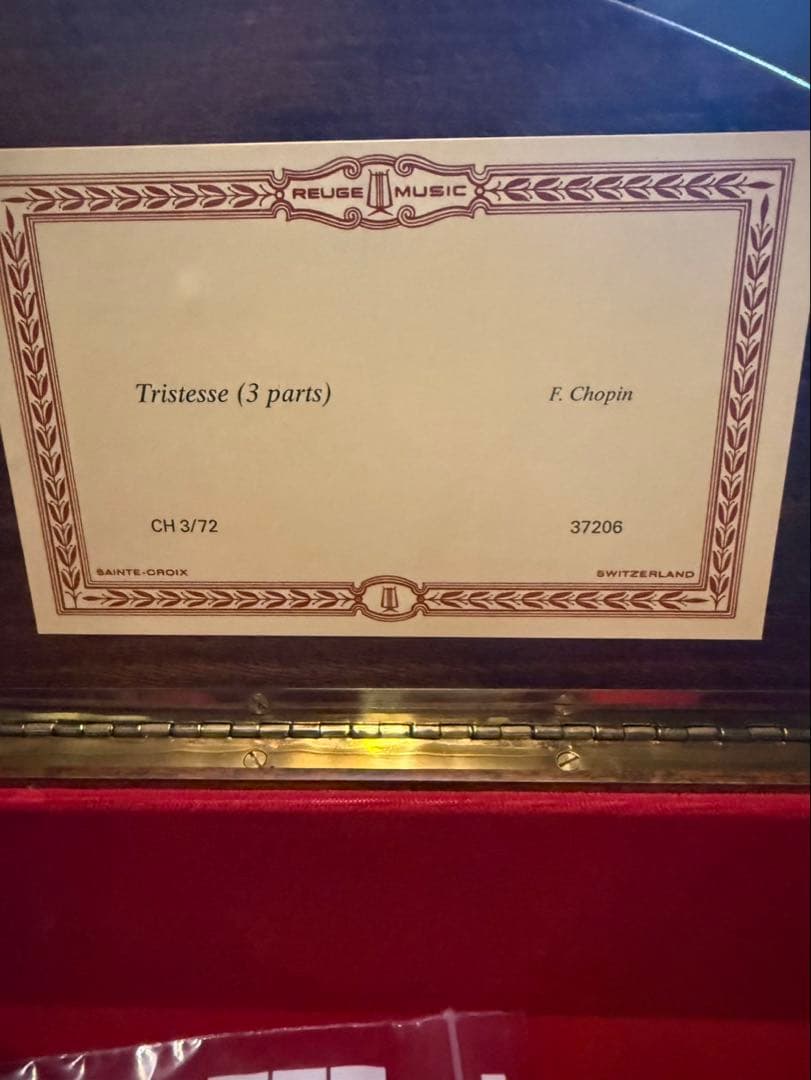 REUGE MUSIC
Tristesse (3 parts) F. Chopin
CH 3/72 37206
SAINTE-CROIX SWITZERLAND